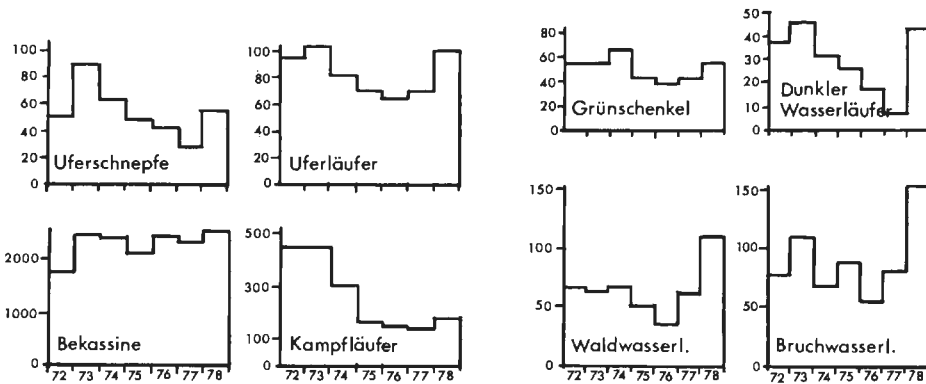 100
80
60
40
20
0
Uferschnepfe
100
80
60
40
20
0
Uferläufer
80
60
40
20
0
Grünschenkel
50
40
30
20
10
0
Dunkler
Wasserläufer
2000
1000
0
Bekassine
72 73 74 75 76 77 78
500
300
100
0
Kampfläufer
72 73 74 75 76 77 78
150
100
50
0
Waldwasserl.
72 73 74 75 76 77 78
150
100
50
0
Bruchwasserl.
72 73 74 75 76 77 78